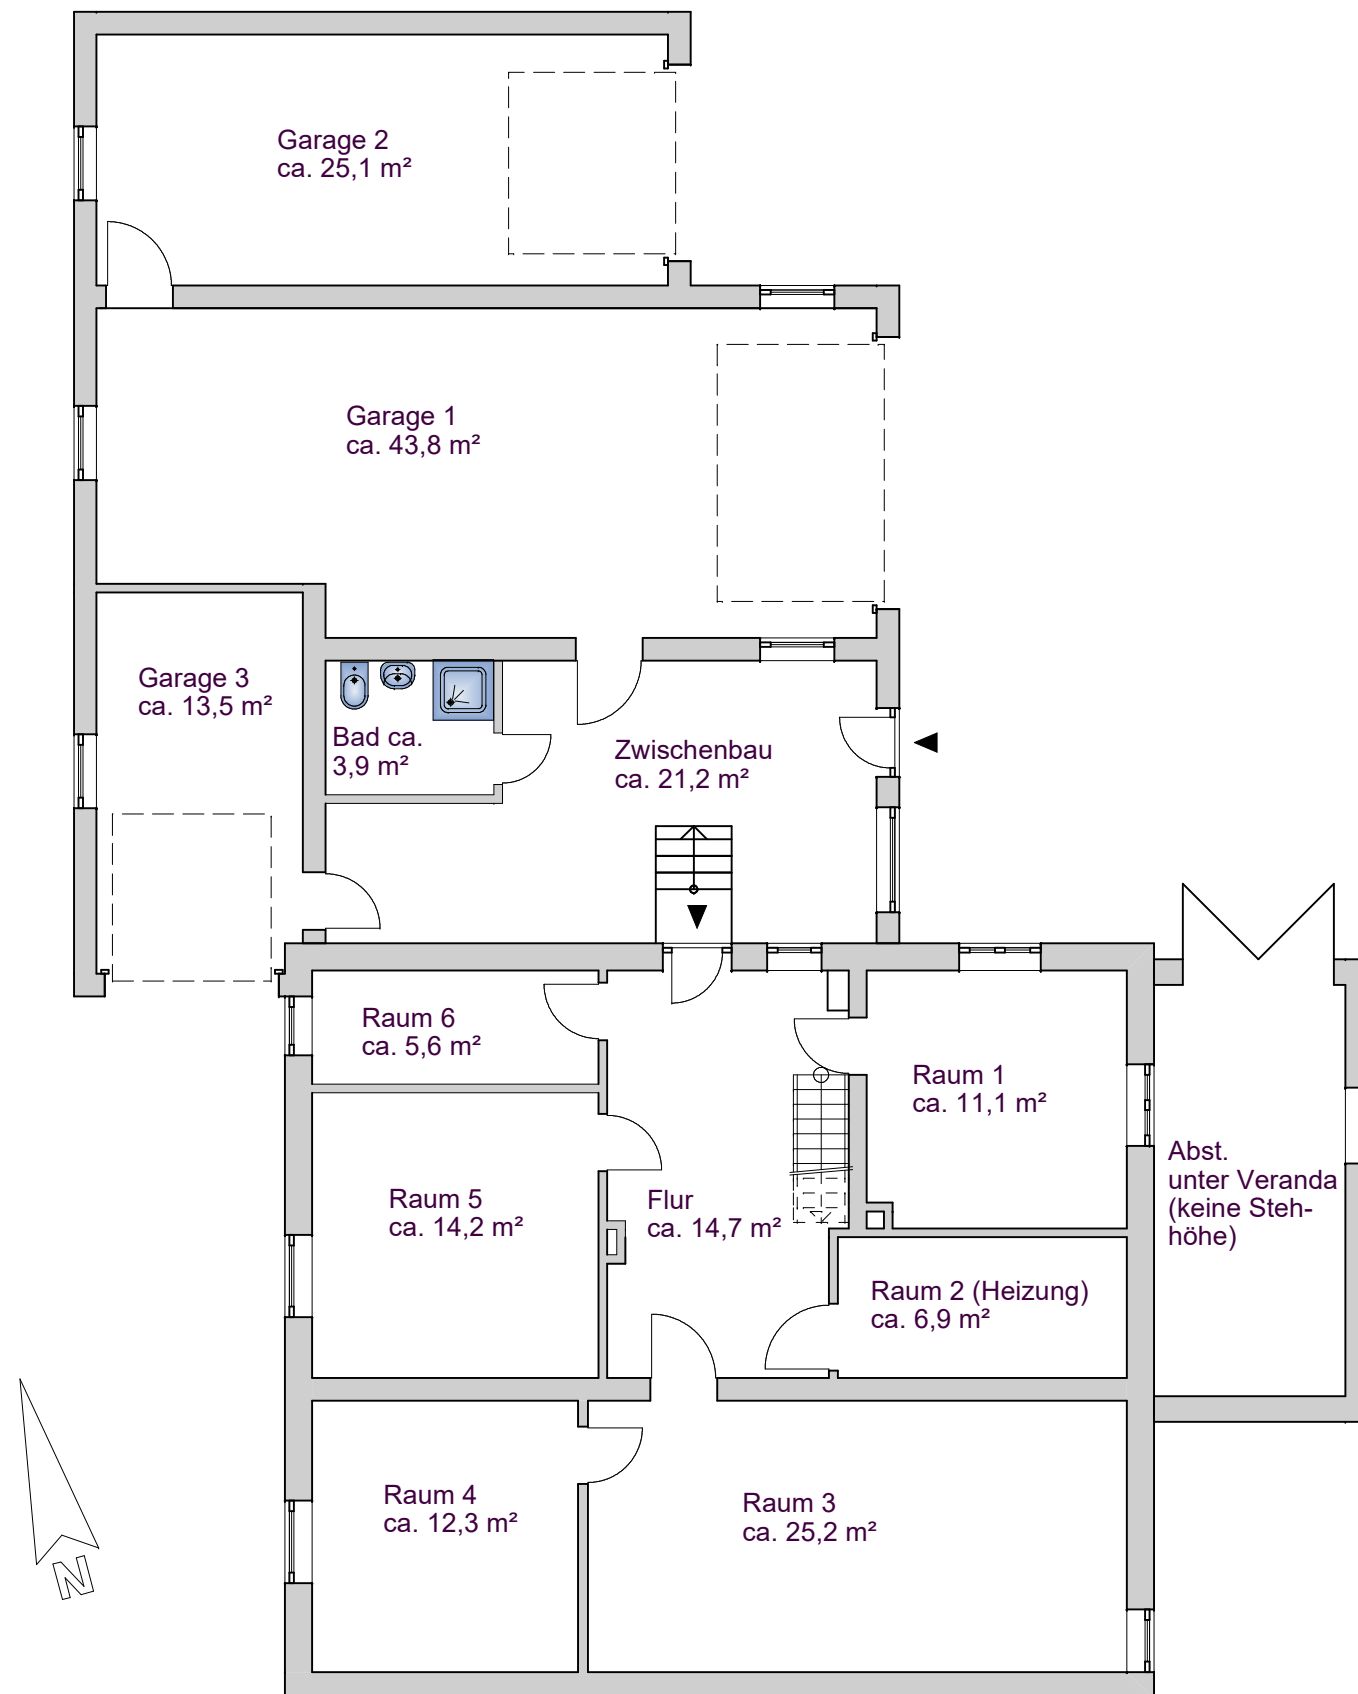 Garage 2
ca. 25,1 m²
Garage 1
ca. 43,8 m²
Garage 3
ca. 13,5 m²
Bad ca.
3,9 m²
Zwischenbau
ca. 21,2 m²
Raum 6
ca. 5,6 m²
Raum 1
ca. 11,1 m²
Abst.
unter Veranda
(keine Steh-
höhe)
Raum 5
ca. 14,2 m²
Flur
ca. 14,7 m²
Raum 2 (Heizung)
ca. 6,9 m²
Raum 4
ca. 12,3 m²
Raum 3
ca. 25,2 m²
N